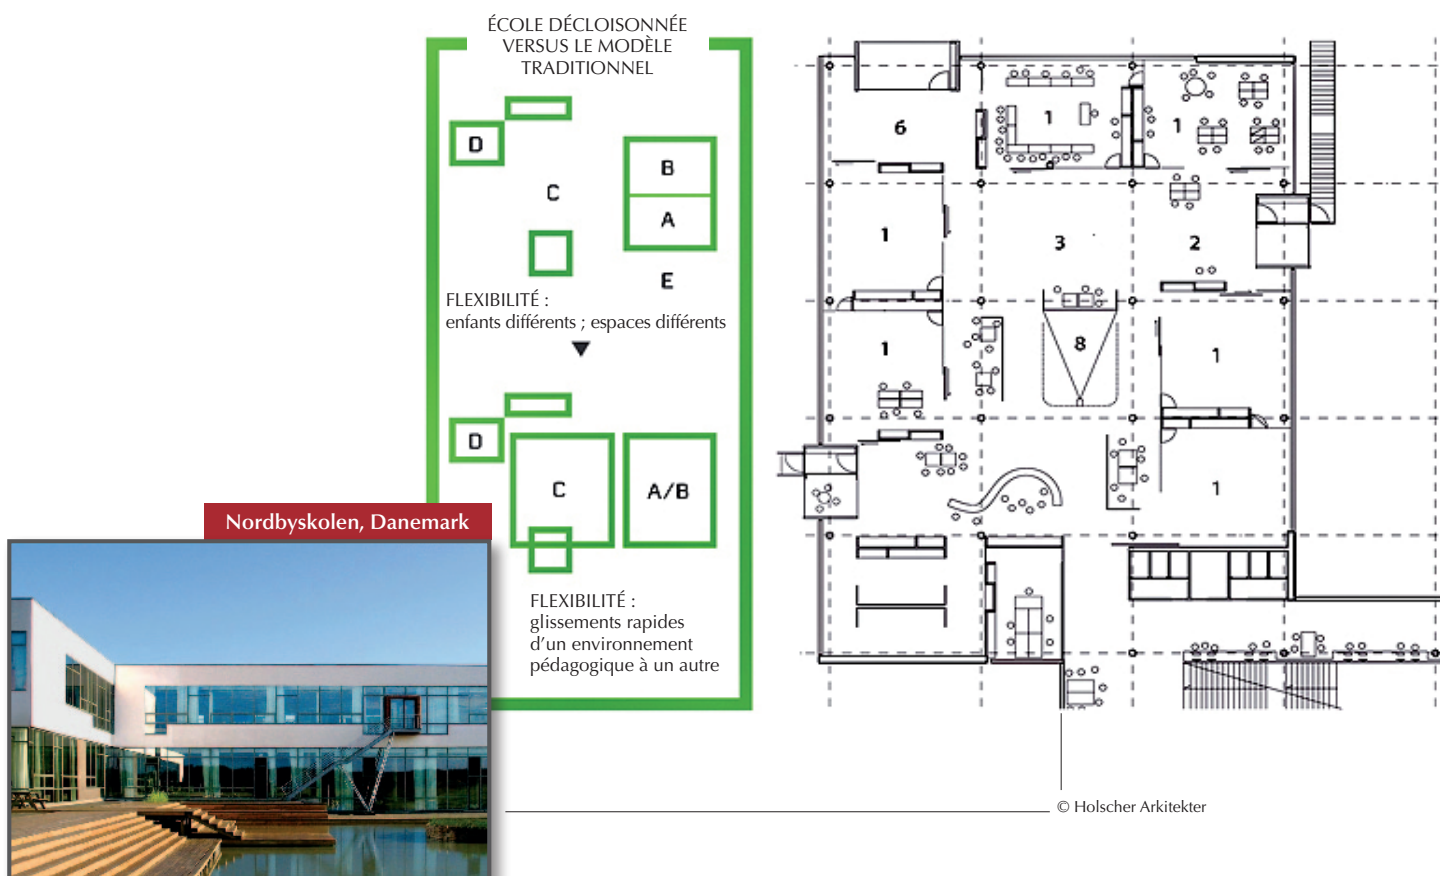 ÉCOLE DÉCLOISONNÉE
VERSUS LE MODÈLE
TRADITIONNEL
D
C
B
A
E
FLEXIBILITÉ :
enfants différents ; espaces différents
D
C
A/B
FLEXIBILITÉ :
glissements rapides
d’un environnement
pédagogique à un autre
Nordbyskolen, Danemark
6
1
1
1
3
2
1
8
1
1
© Holscher Arkitekter